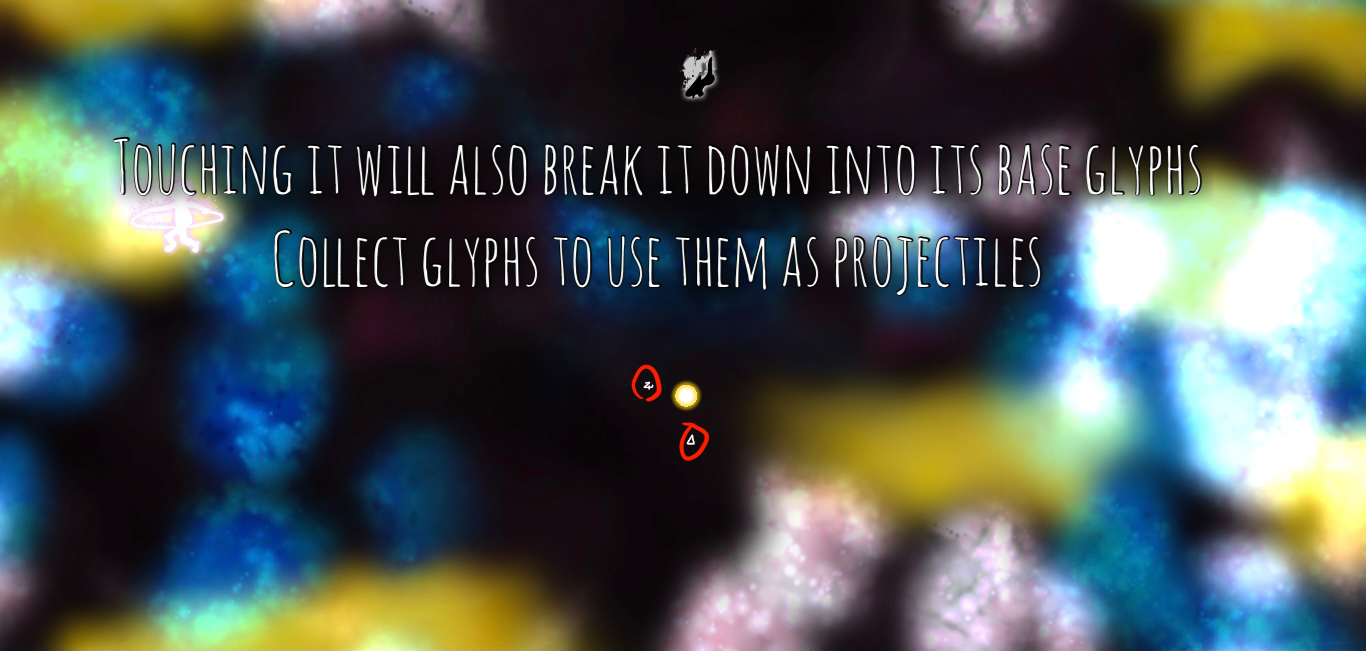 Touching it will also break it down into its base glyphs
Collect glyphs to use them as projectiles